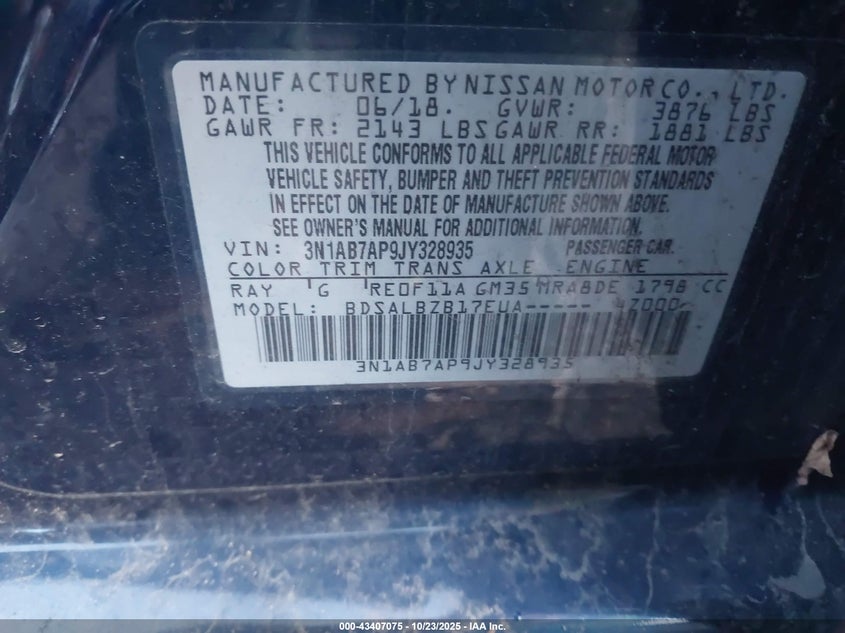 MANUFACTURED BY NISSAN MOTOR CO., LTD.
DATE: 06/18. GVWR: 3876 LBS
GAWR FR: 2143 LBS GAWR RR: 1881 LBS
THIS VEHICLE CONFORMS TO ALL APPLICABLE FEDERAL MOTOR
VEHICLE SAFETY, BUMPER AND THEFT PREVENTION STANDARDS
IN EFFECT ON THE DATE OF MANUFACTURE SHOWN ABOVE.
SEE OWNER'S MANUAL FOR ADDITIONAL INFORMATION.
VIN: 3N1AB7AP9JY328935 PASSENGER CAR.
COLOR TRIM TRANS AXLE ENGINE
RAY G RE0F11A GM35 MRA8DE 1798 CC
MODEL: BDSALBZB17EUA----- -Z000-
3N1AB7AP9JY328935
000-43407075 - 10/23/2025 - IAA Inc.